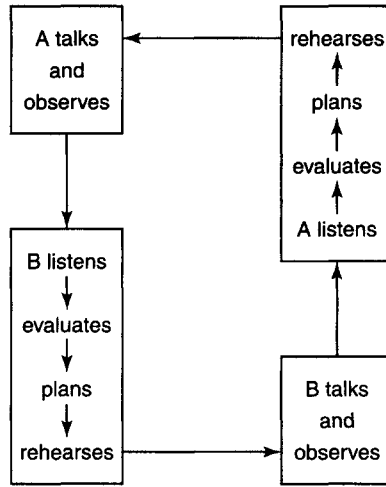 A talks
and
observes
B listens
evaluates
plans
rehearses
B talks
and
observes
rehearses
plans
evaluates
A listens